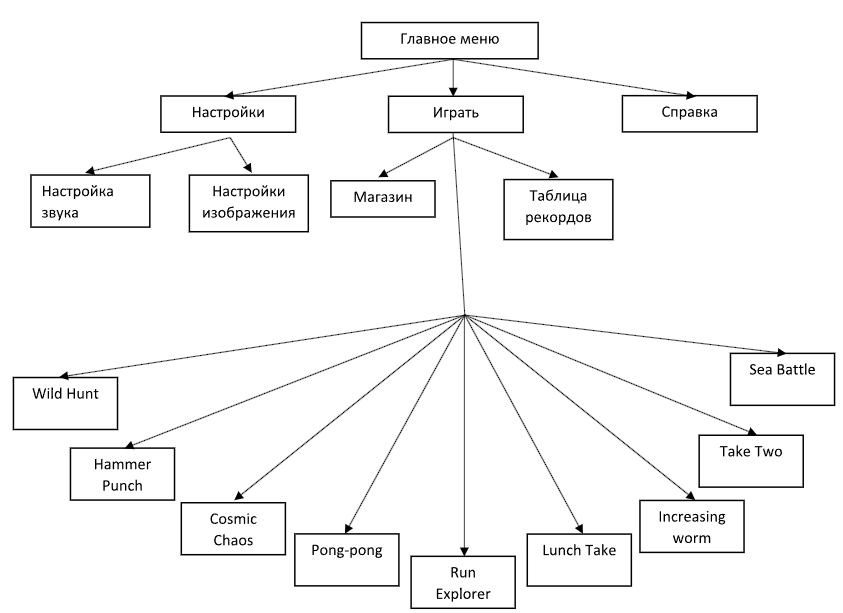 Главное меню
Настройки
Играть
Справка
Настройка
звука
Настройки
изображения
Магазин
Таблица
рекордов
Wild Hunt
Hammer
Punch
Cosmic
Chaos
Pong-pong
Run
Explorer
Lunch Take
Increasing
worm
Take Two
Sea Battle